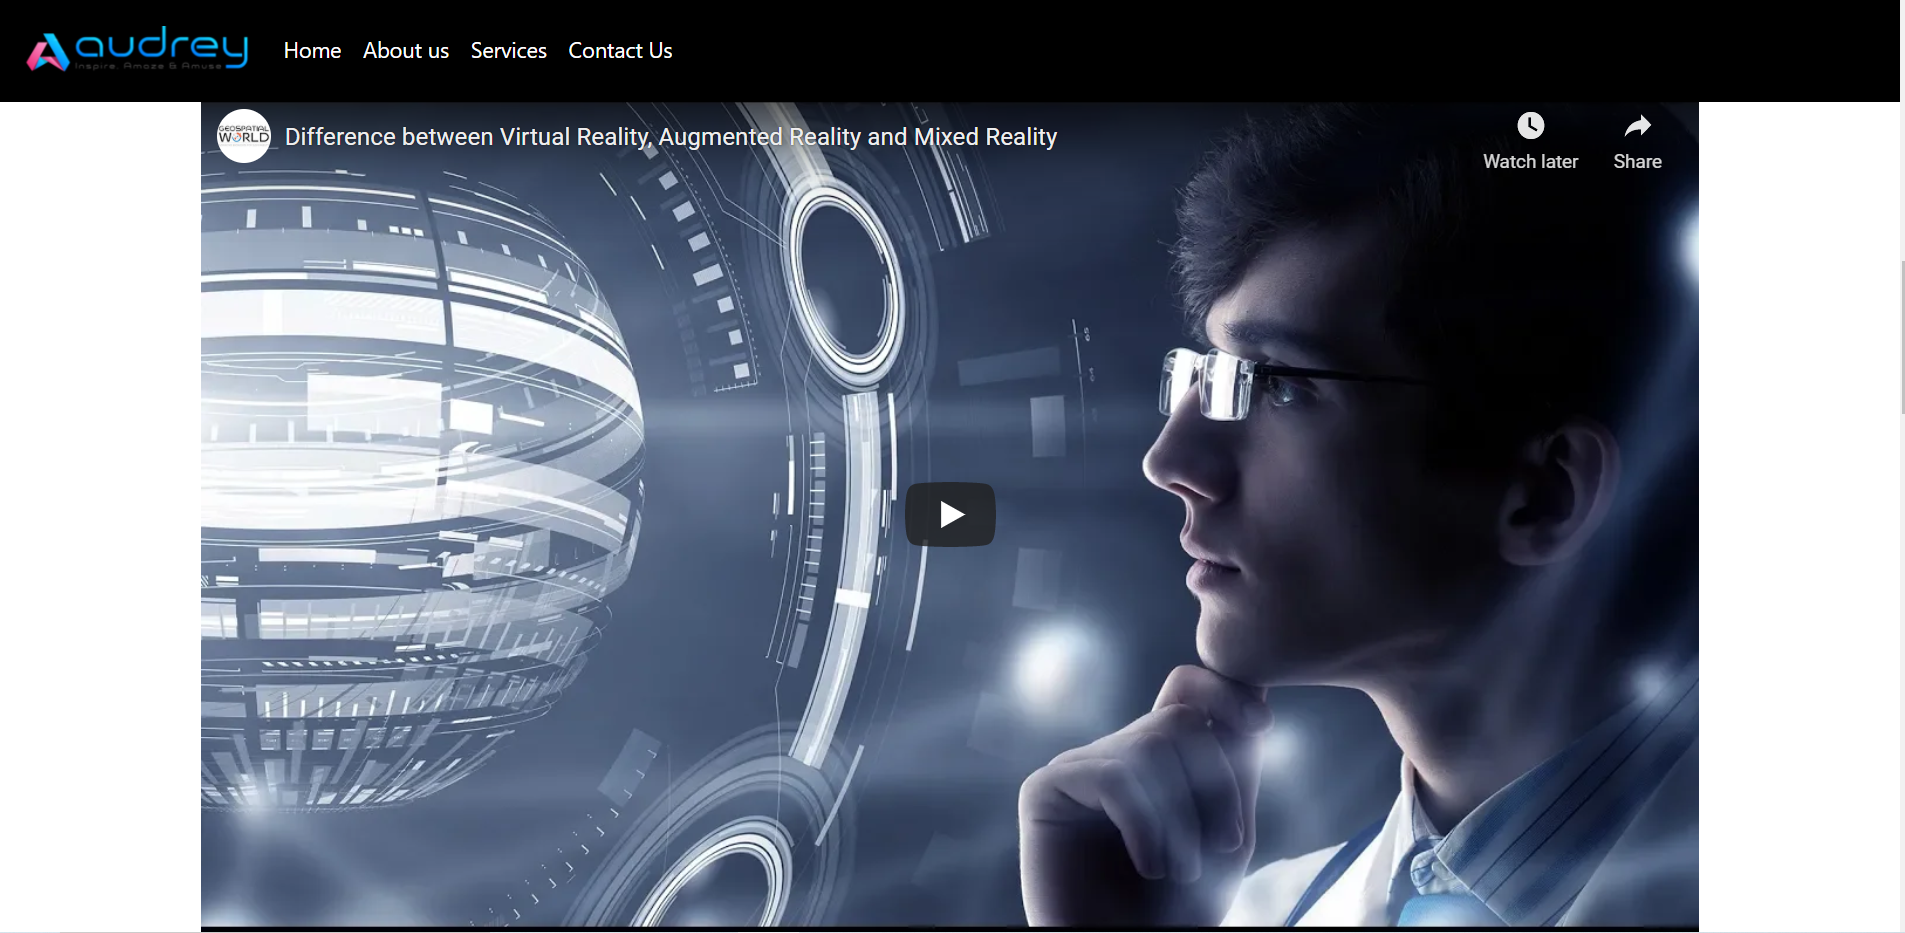 audrey
Inspire, Amaze & Amuse
Home About us Services Contact Us
GEOSPATIAL
WORLD
Difference between Virtual Reality, Augmented Reality and Mixed Reality
Watch later
Share